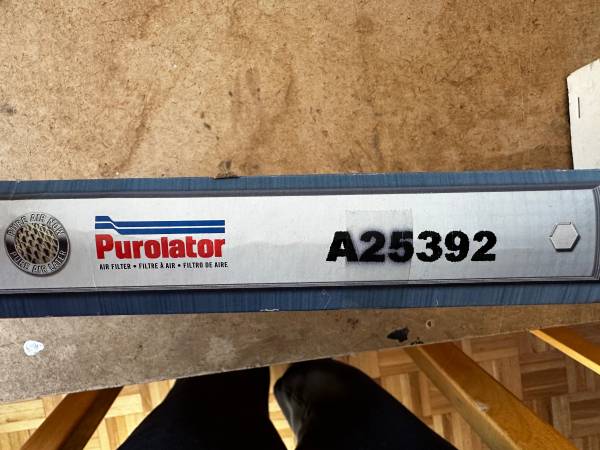 Purolator
AIR FILTER • FILTRE À AIR • FILTRO DE AIRE
A25392